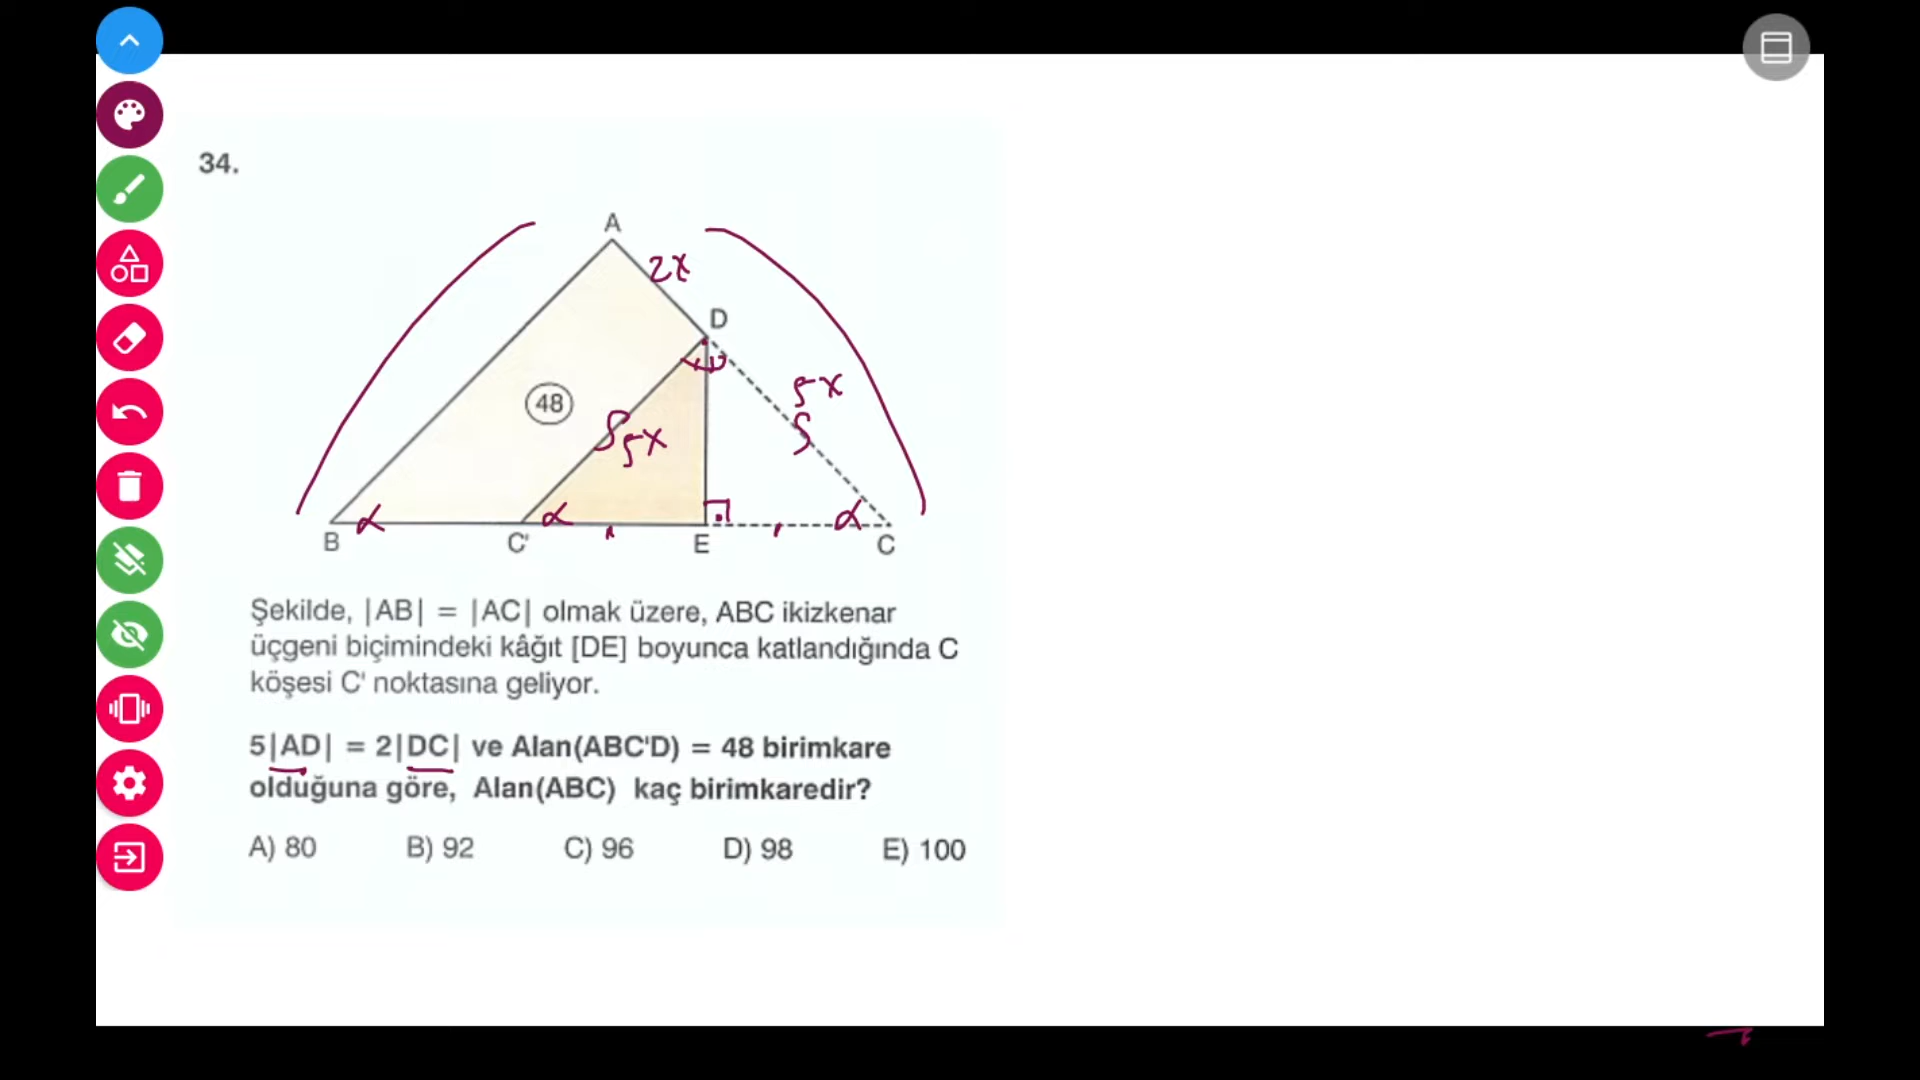 34.
A
2x
D
48
5x
5x
α
α
α
B
C'
E
C
Şekilde, |AB| = |AC| olmak üzere, ABC ikizkenar
üçgeni biçimindeki kâğıt [DE] boyunca katlandığında C
köşesi C' noktasına geliyor.
5|AD| = 2|DC| ve Alan(ABC'D) = 48 birimkare
olduğuna göre, Alan(ABC) kaç birimkaredir?
A) 80 B) 92 C) 96 D) 98 E) 100